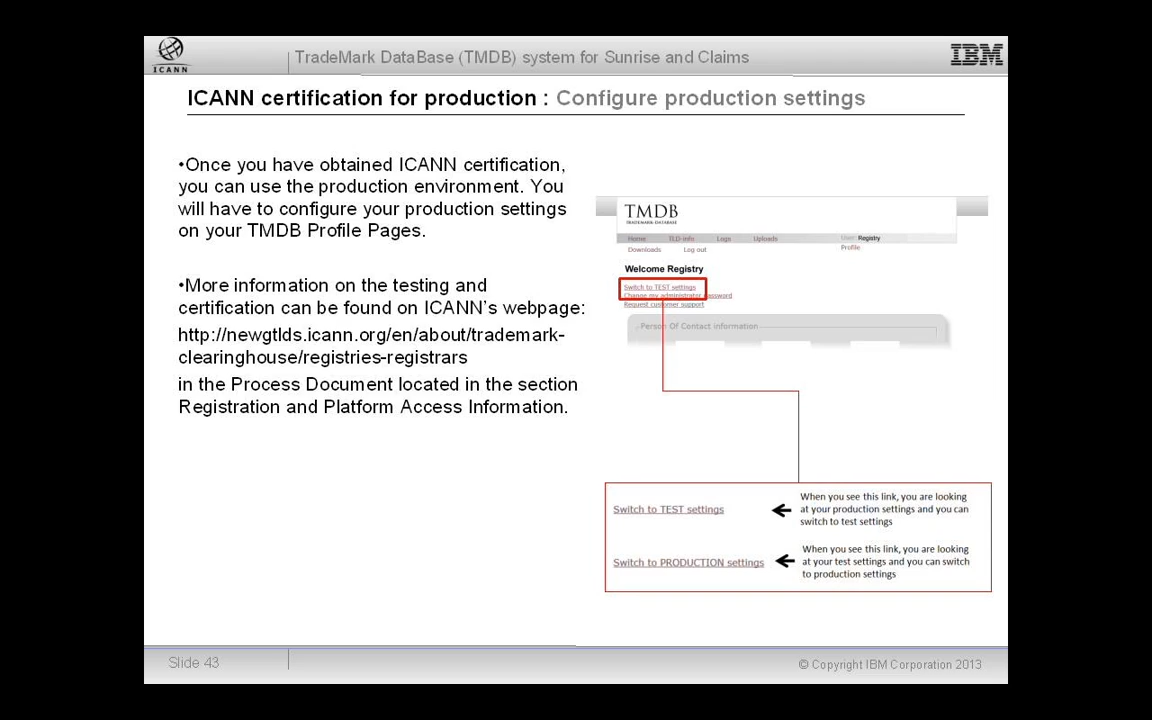 ICANN
TradeMark DataBase (TMDB) system for Sunrise and Claims
IBM
ICANN certification for production : Configure production settings
•Once you have obtained ICANN certification,
you can use the production environment. You
will have to configure your production settings
on your TMDB Profile Pages.
•More information on the testing and
certification can be found on ICANN's webpage:
http://newgtlds.icann.org/en/about/trademark-
clearinghouse/registries-registrars
in the Process Document located in the section
Registration and Platform Access Information.
TMDB
TRADEMARK DATABASE
Home TLD-info Logs Uploads User: Registry
Downloads Log out Profile
Welcome Registry
Switch to TEST settings
Change my administrator password
Request customer support
Person Of Contact information
Switch to TEST settings
When you see this link, you are looking
at your production settings and you can
switch to test settings
Switch to PRODUCTION settings
When you see this link, you are looking
at your test settings and you can switch
to production settings
Slide 43
© Copyright IBM Corporation 2013